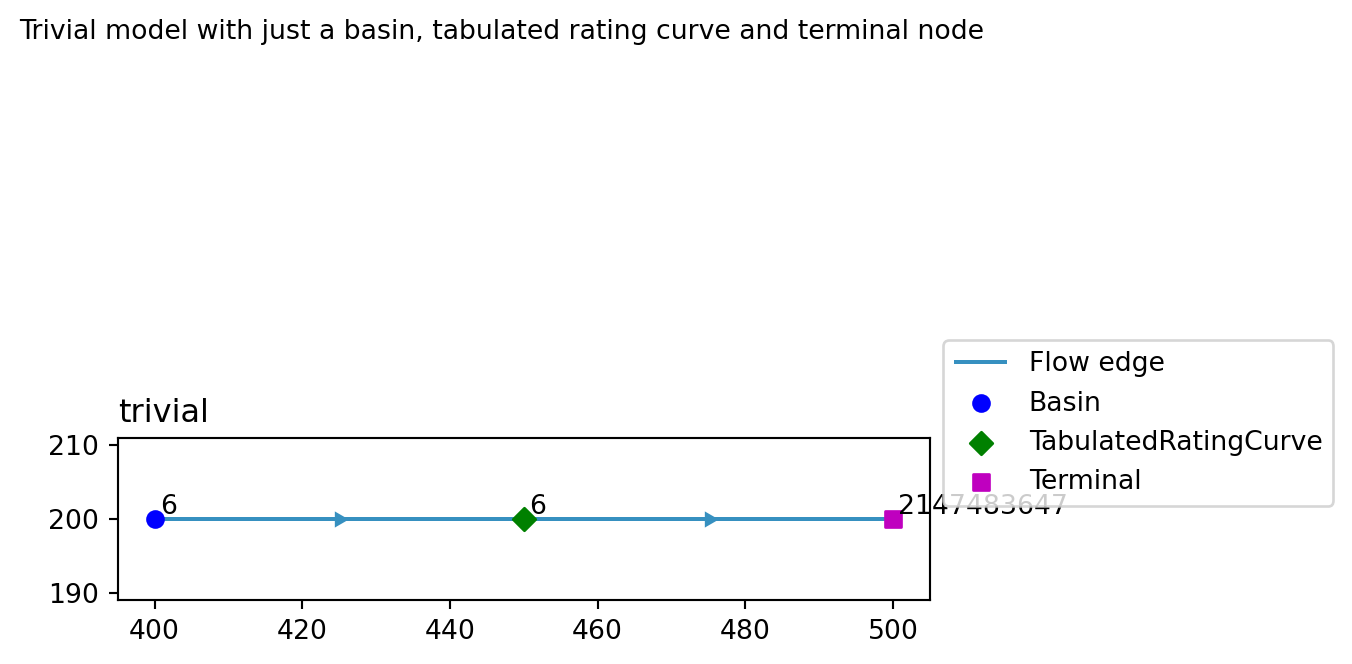 Trivial model with just a basin, tabulated rating curve and terminal node
trivial
Flow edge
Basin
TabulatedRatingCurve
Terminal
210
200
190
6
6
2147483647
400
420
440
460
480
500